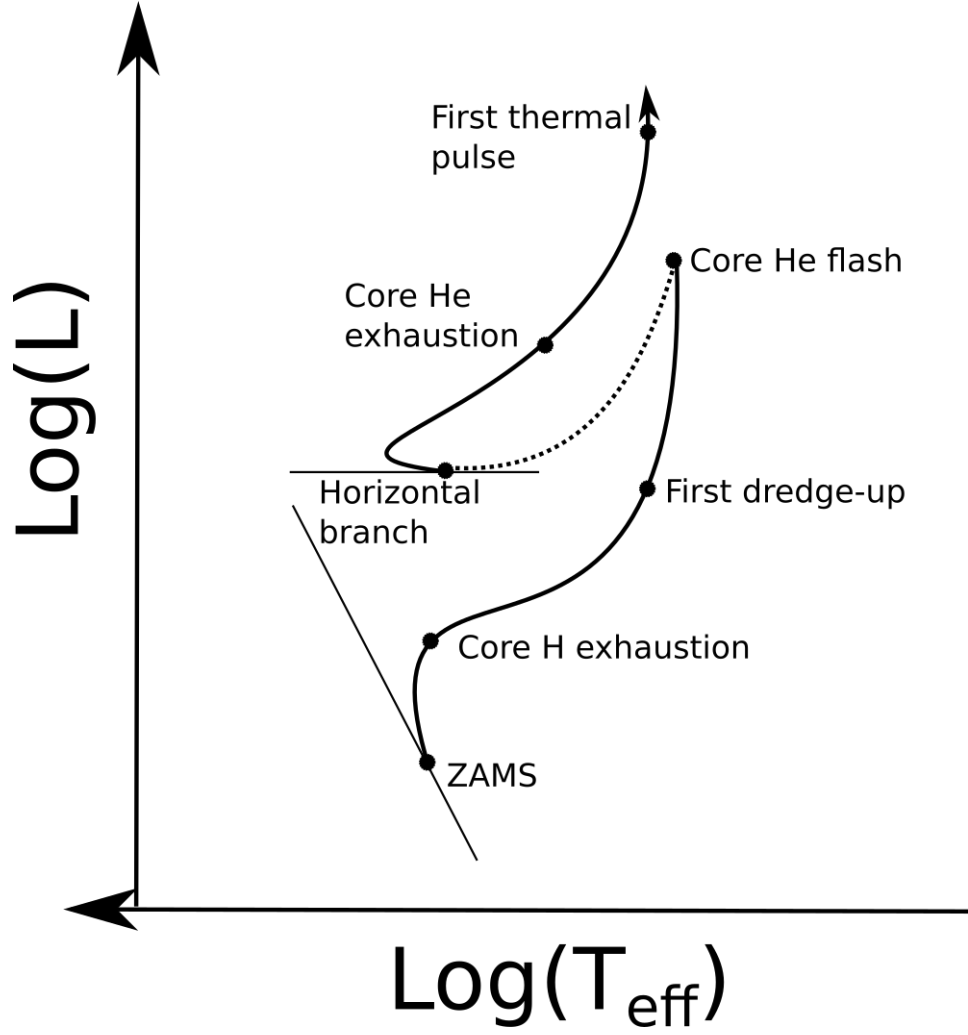 First thermal
pulse
Core He flash
Core He
exhaustion
Log(L)
Horizontal
branch
First dredge-up
Core H exhaustion
ZAMS
Log(Teff)